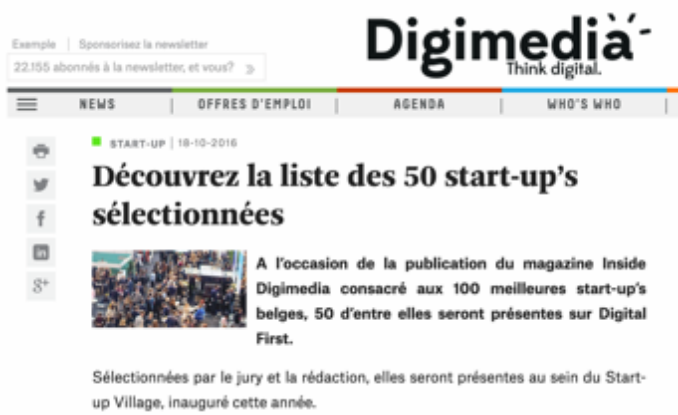 Digimedia
Think digital.
Exemple | Sponsorisez la newsletter
22.155 abonnés à la newsletter, et vous? »
NEWS | OFFRES D'EMPLOI | AGENDA | WHO'S WHO |
START-UP | 18-10-2016
Découvrez la liste des 50 start-up's
sélectionnées
A l'occasion de la publication du magazine Inside
Digimedia consacré aux 100 meilleures start-up's
belges, 50 d'entre elles seront présentes sur Digital
First.
Sélectionnées par le jury et la rédaction, elles seront présentes au sein du Start-
up Village, inauguré cette année.